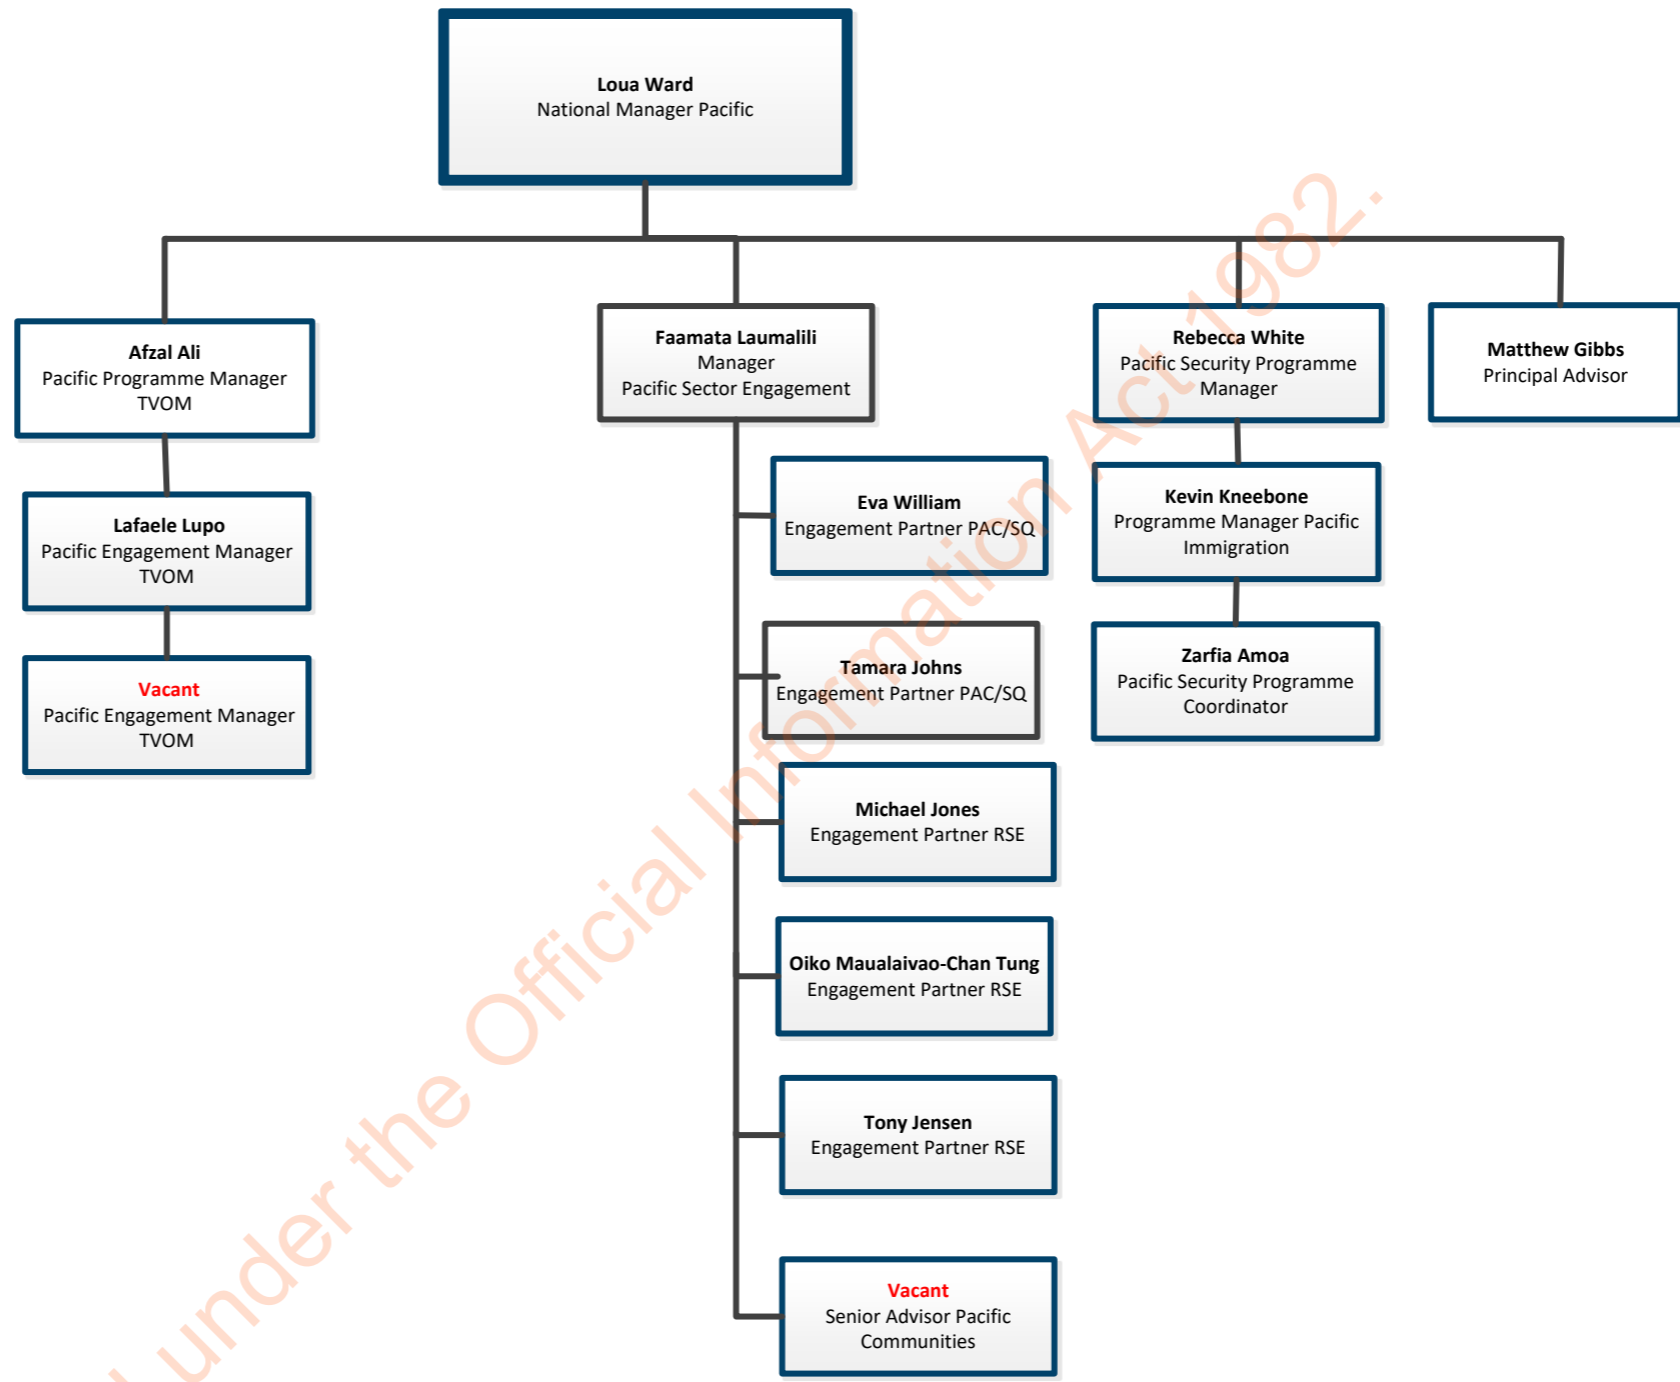 Loua Ward
National Manager Pacific
Afzal Ali
Pacific Programme Manager
TVOM
Lafaele Lupo
Pacific Engagement Manager
TVOM
Vacant
Pacific Engagement Manager
TVOM
Faamata Laumalili
Manager
Pacific Sector Engagement
Eva William
Engagement Partner PAC/SQ
Tamara Johns
Engagement Partner PAC/SQ
Michael Jones
Engagement Partner RSE
Oiko Maualaivao-Chan Tung
Engagement Partner RSE
Tony Jensen
Engagement Partner RSE
Vacant
Senior Advisor Pacific
Communities
Rebecca White
Pacific Security Programme
Manager
Kevin Kneebone
Programme Manager Pacific
Immigration
Zarfia Amoa
Pacific Security Programme
Coordinator
Matthew Gibbs
Principal Advisor
under the Official Information Act 1982.